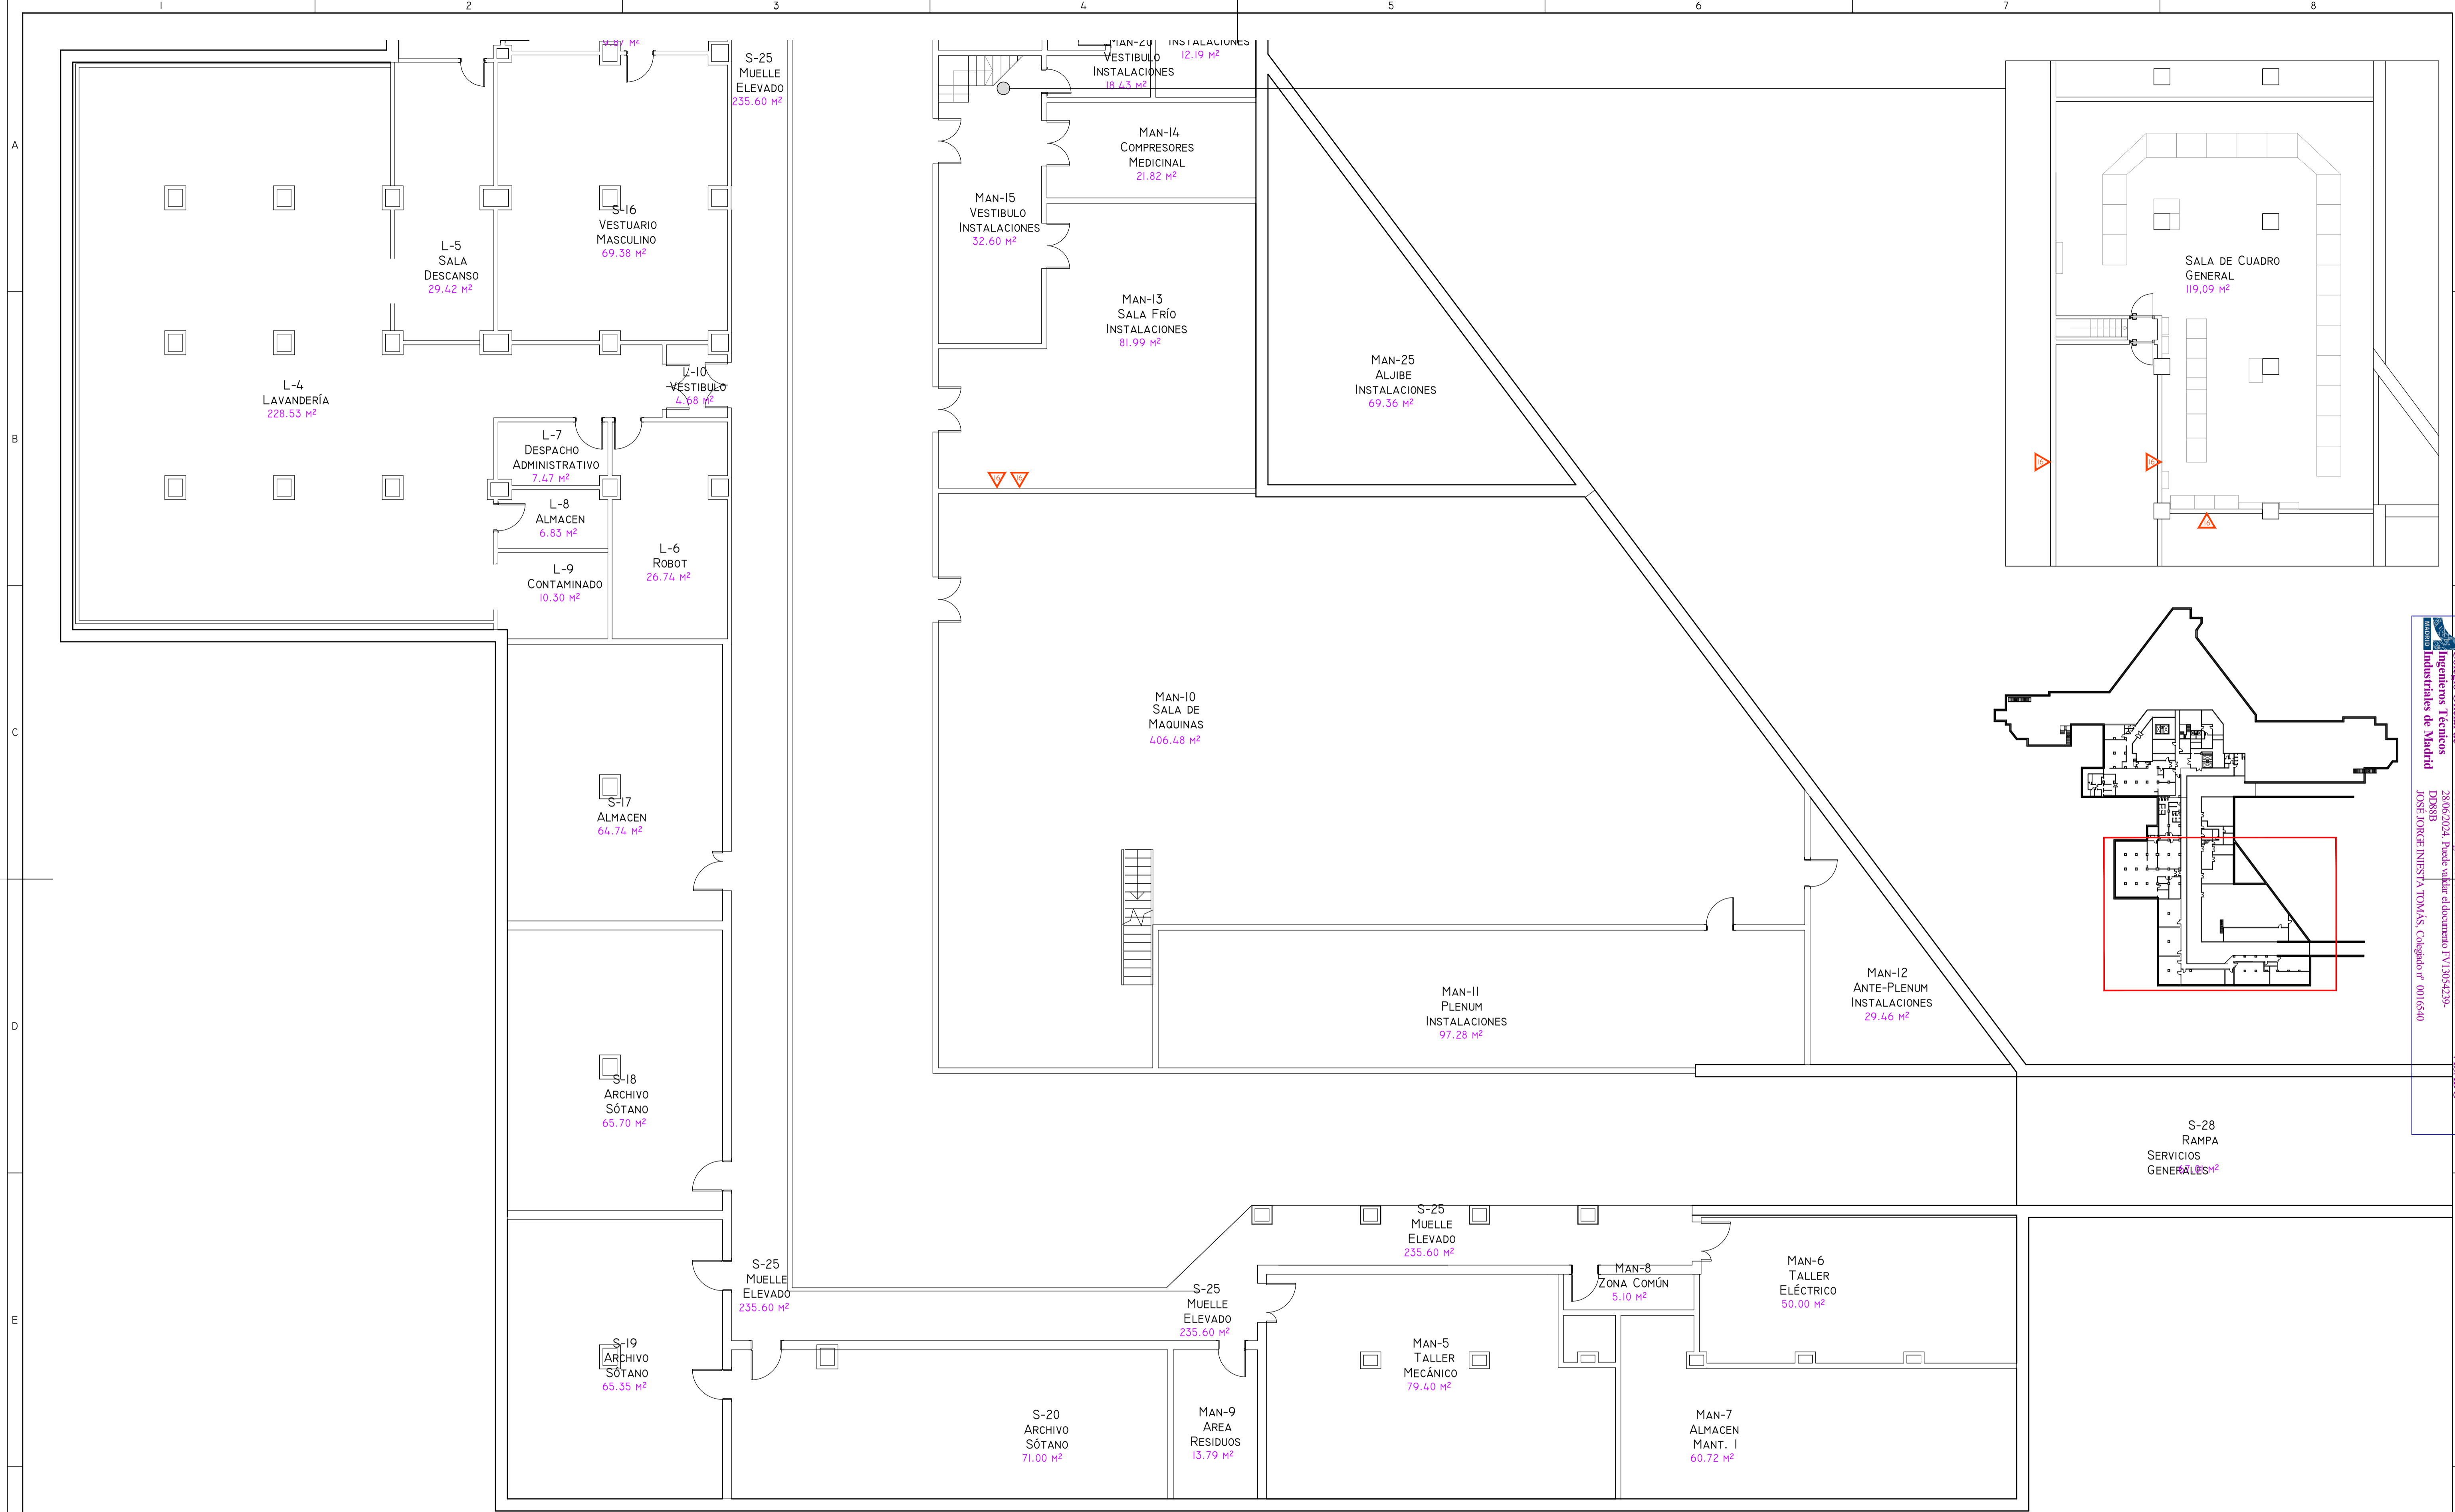 1 2 3 4 5 6 7 8
A
B
C
D
E
S-25
MUELLE
ELEVADO
235.60 M²
MAN-20
VESTIBULO
INSTALACIONES
18.43 M²
INSTALACIONES
12.19 M²
MAN-14
COMPRESORES
MEDICINAL
21.82 M²
MAN-15
VESTIBULO
INSTALACIONES
32.60 M²
S-16
VESTUARIO
MASCULINO
69.38 M²
L-5
SALA
DESCANSO
29.42 M²
SALA DE CUADRO
GENERAL
119,09 M²
MAN-13
SALA FRÍO
INSTALACIONES
81.99 M²
MAN-25
ALJIBE
INSTALACIONES
69.36 M²
L-4
LAVANDERÍA
228.53 M²
L-10
VESTIBULO
4.68 M²
L-7
DESPACHO
ADMINISTRATIVO
7.47 M²
L-8
ALMACEN
6.83 M²
L-6
ROBOT
26.74 M²
L-9
CONTAMINADO
10.30 M²
16 16
16 16
16
MAN-10
SALA DE
MAQUINAS
406.48 M²
S-17
ALMACEN
64.74 M²
MAN-11
PLENUM
INSTALACIONES
97.28 M²
MAN-12
ANTE-PLENUM
INSTALACIONES
29.46 M²
S-18
ARCHIVO
SÓTANO
65.70 M²
S-28
RAMPA
SERVICIOS
GENERALES
S-25
MUELLE
ELEVADO
235.60 M²
S-25
MUELLE
ELEVADO
235.60 M²
S-25
MUELLE
ELEVADO
235.60 M²
MAN-8
ZONA COMÚN
5.10 M²
MAN-6
TALLER
ELÉCTRICO
50.00 M²
S-19
ARCHIVO
SÓTANO
65.35 M²
MAN-5
TALLER
MECÁNICO
79.40 M²
S-20
ARCHIVO
SÓTANO
71.00 M²
MAN-9
AREA
RESIDUOS
13.79 M²
MAN-7
ALMACEN
MANT. 1
60.72 M²
MADRID
Ingenieros Técnicos
Industriales de Madrid
28/06/2024. Puede validar el documento FV13054239-
DD88B
JOSÉ JORGE INIESTA TOMÁS, Colegiado nº 0016540